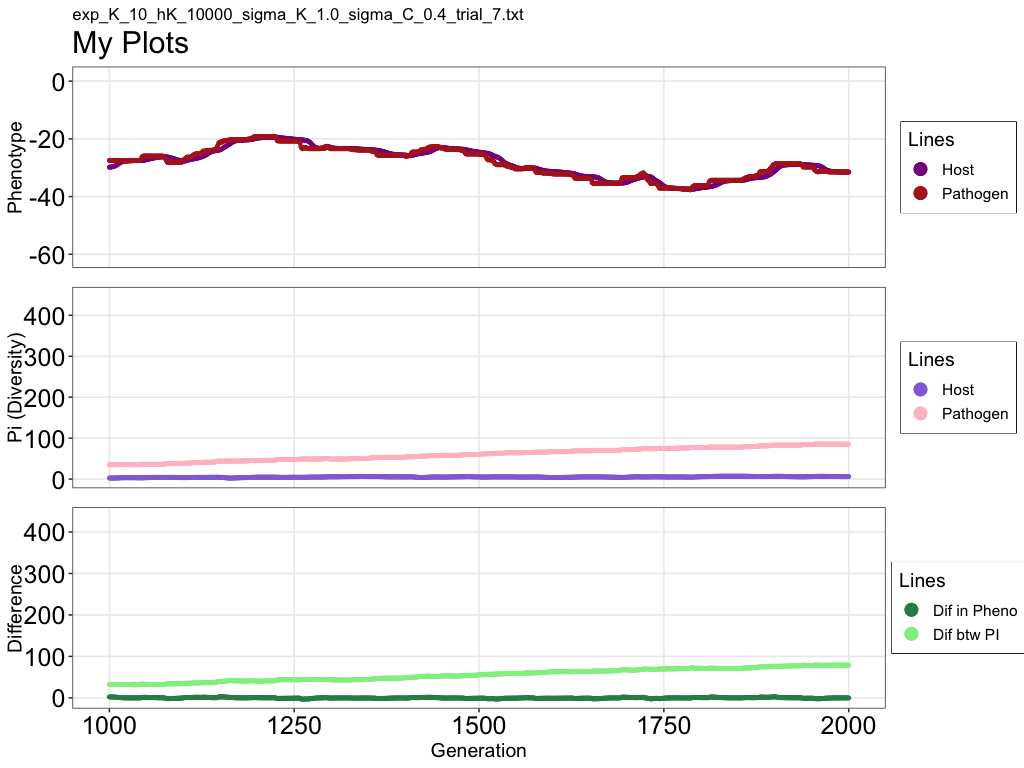 exp_K_10_hK_10000_sigma_K_1.0_sigma_C_0.4_trial_7.txt
My Plots
Phenotype
0
-20
-40
-60
Lines
Host
Pathogen
Pi (Diversity)
400
300
200
100
0
Lines
Host
Pathogen
Difference
400
300
200
100
0
Lines
Dif in Pheno
Dif btw PI
1000 1250 1500 1750 2000
Generation